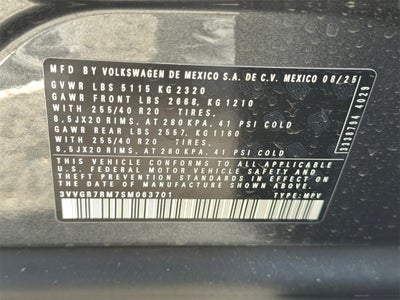 MFD. BY VOLKSWAGEN DE MEXICO S.A. DE C.V. MEXICO 08/25
GVWR LBS 5115 KG 2320
GAWR FRONT LBS 2668, KG 1210
WITH 255/40 R20 TIRES,
8.5JX20 RIMS, AT 280 KPA, 41 PSI COLD
GAWR REAR LBS 2557, KG 1160
WITH 255/40 R20 TIRES,
8.5JX20 RIMS, AT 280 KPA, 41 PSI COLD
THIS VEHICLE CONFORMS TO ALL APPLICABLE
U.S. FEDERAL MOTOR VEHICLE SAFETY AND
THEFT PREVENTION STANDARDS IN EFFECT ON THE
DATE OF MANUFACTURE SHOWN ABOVE.
3VVGR7RM7SM063701 TYPE: MPV
3338794 4029